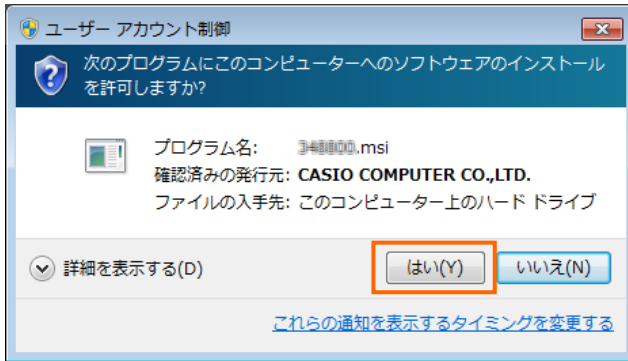 ユーザー アカウント制御
次のプログラムにこのコンピューターへのソフトウェアのインストール
を許可しますか?
プログラム名: .msi
確認済みの発行元: CASIO COMPUTER CO.,LTD.
ファイルの入手先: このコンピューター上のハード ドライブ
詳細を表示する(D) はい(Y) いいえ(N)
これらの通知を表示するタイミングを変更する